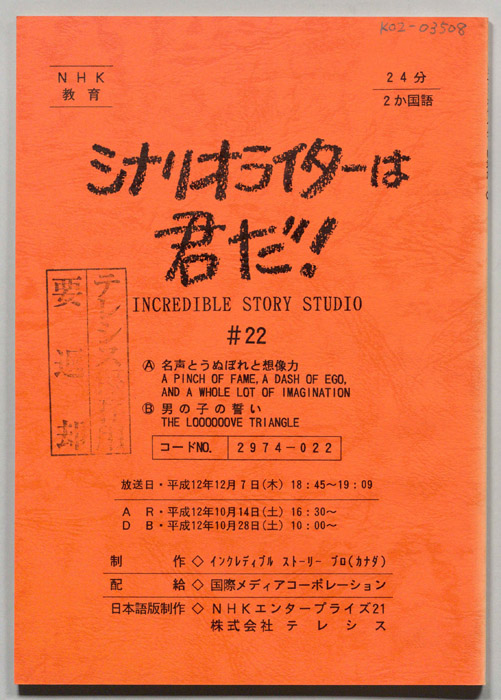 K02-03508
NHK
教育
24分
2か国語
シナリオライターは
君だ!
INCREDIBLE STORY STUDIO
#22
Ⓐ 名声とうぬぼれと想像力
A PINCH OF FAME, A DASH OF EGO,
AND A WHOLE LOT OF IMAGINATION
Ⓑ 男の子の誓い
THE LOOOOOOVE TRIANGLE
コードNO. 2974-022
テレシス
要返却
放送日・平成12年12月7日(木) 18:45~19:09
AR・平成12年10月14日(土) 16:30~
DB・平成12年10月28日(土) 10:00~
制作◇インクレディブル ストーリー プロ(カナダ)
配給◇国際メディアコーポレーション
日本語版制作◇NHKエンタープライズ21
株式会社テレシス